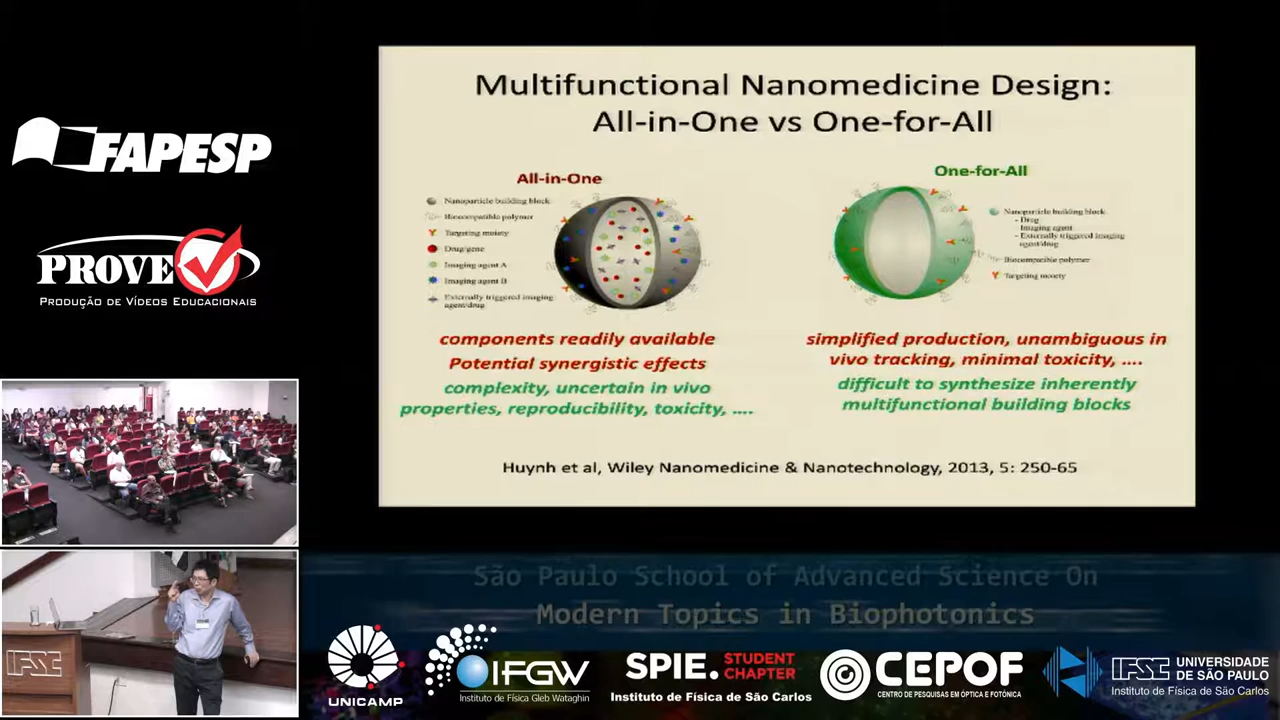 FAPESP
PROVE
PRODUÇÃO DE VÍDEOS EDUCACIONAIS
Multifunctional Nanomedicine Design:
All-in-One vs One-for-All
All-in-One
Nanoparticle building block
Biocompatible polymer
Targeting moiety
Drug/gene
Imaging agent A
Imaging agent B
Externally triggered imaging
agent/drug
components readily available
Potential synergistic effects
complexity, uncertain in vivo
properties, reproducibility, toxicity, ....
One-for-All
Nanoparticle building block
- Drug
Imaging agent
- Externally triggered imaging
agent/drug
Biocompatible polymer
Targeting moiety
simplified production, unambiguous in
vivo tracking, minimal toxicity, ....
difficult to synthesize inherently
multifunctional building blocks
Huynh et al, Wiley Nanomedicine & Nanotechnology, 2013, 5: 250-65
IFSC
São Paulo School of Advanced Science On
Modern Topics in Biophotonics
UNICAMP
IFGW
Instituto de Física Gleb Wataghin
SPIE. STUDENT
CHAPTER
Instituto de Física de São Carlos
CEPOF
CENTRO DE PESQUISAS EM ÓPTICA E FOTÔNICA
IFSC UNIVERSIDADE
DE SÃO PAULO
Instituto de Física de São Carlos